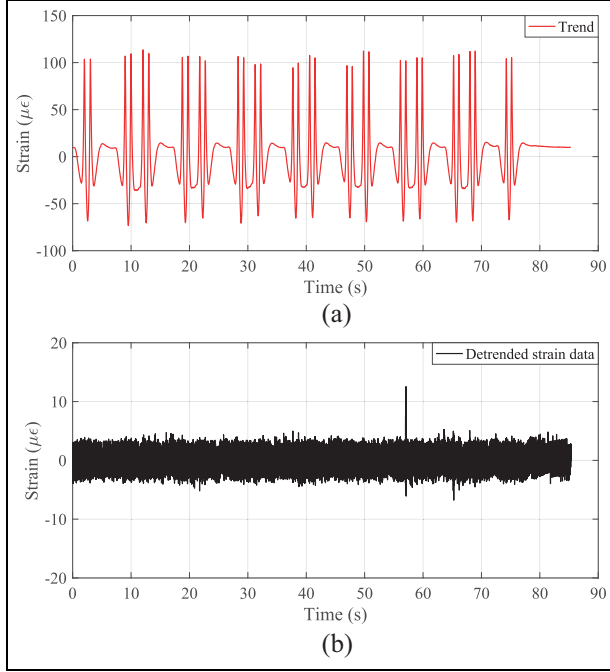 150
Trend
100
50
0
-50
-100
Strain (με)
0 10 20 30 40 50 60 70 80 90
Time (s)
(a)
20
Detrended strain data
10
0
-10
-20
Strain (με)
0 10 20 30 40 50 60 70 80 90
Time (s)
(b)